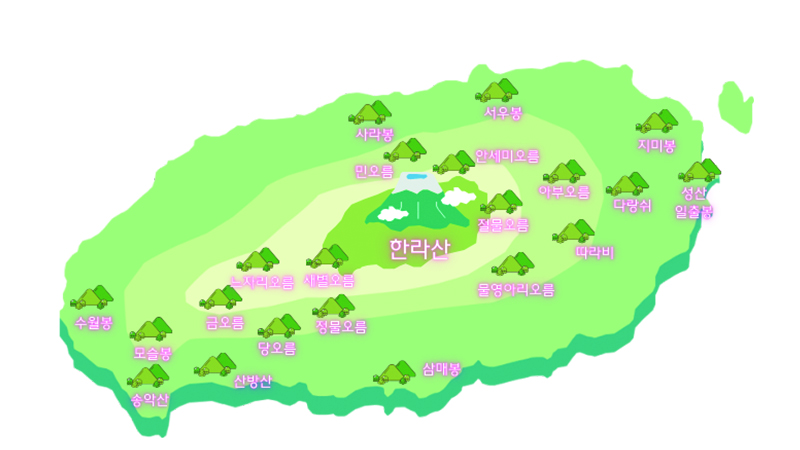 서우봉
사라봉
지미봉
안세미오름
민오름
아부오름
성산
일출봉
다랑쉬
절물오름
한라산
따라비
느지리오름
새별오름
물영아리오름
수월봉
금오름
정물오름
모슬봉
당오름
삼매봉
산방산
송악산